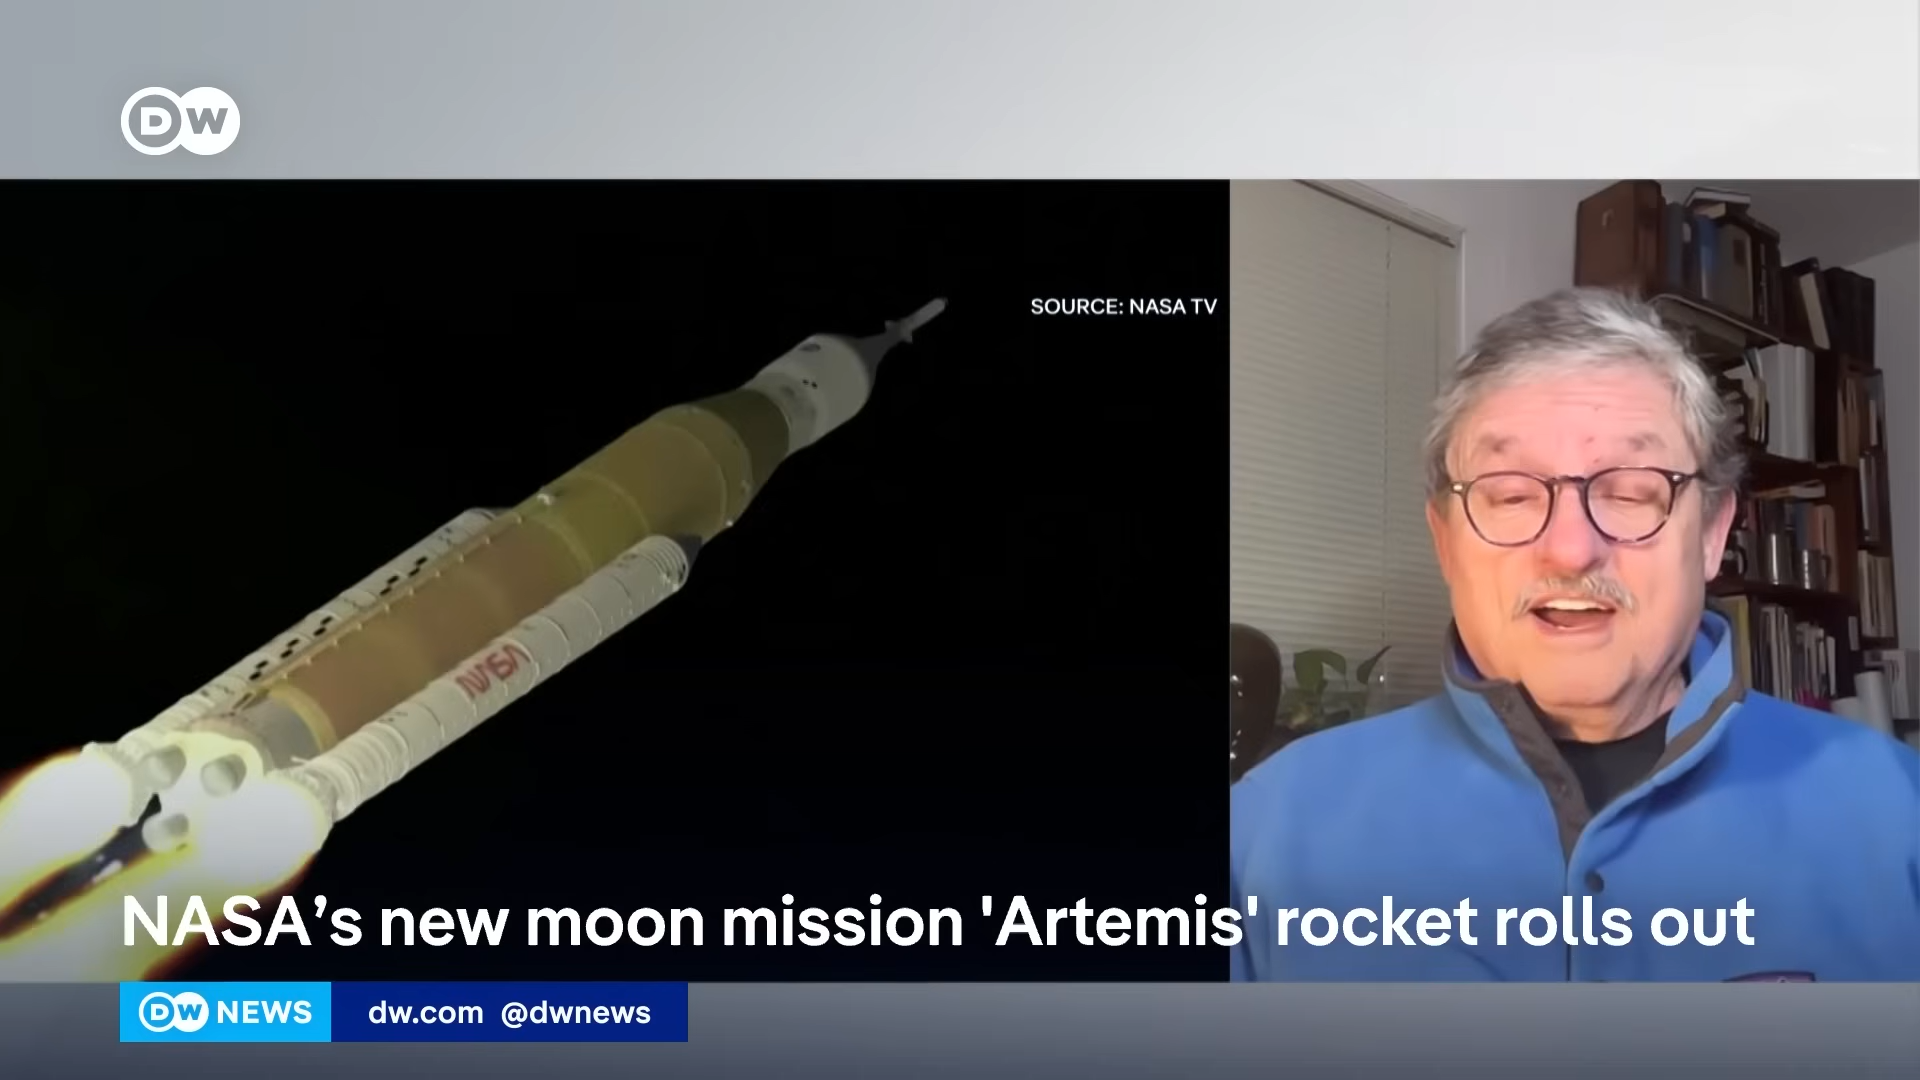 DW
SOURCE: NASA TV
NASA
NASA's new moon mission 'Artemis' rocket rolls out
DW NEWS dw.com @dwnews